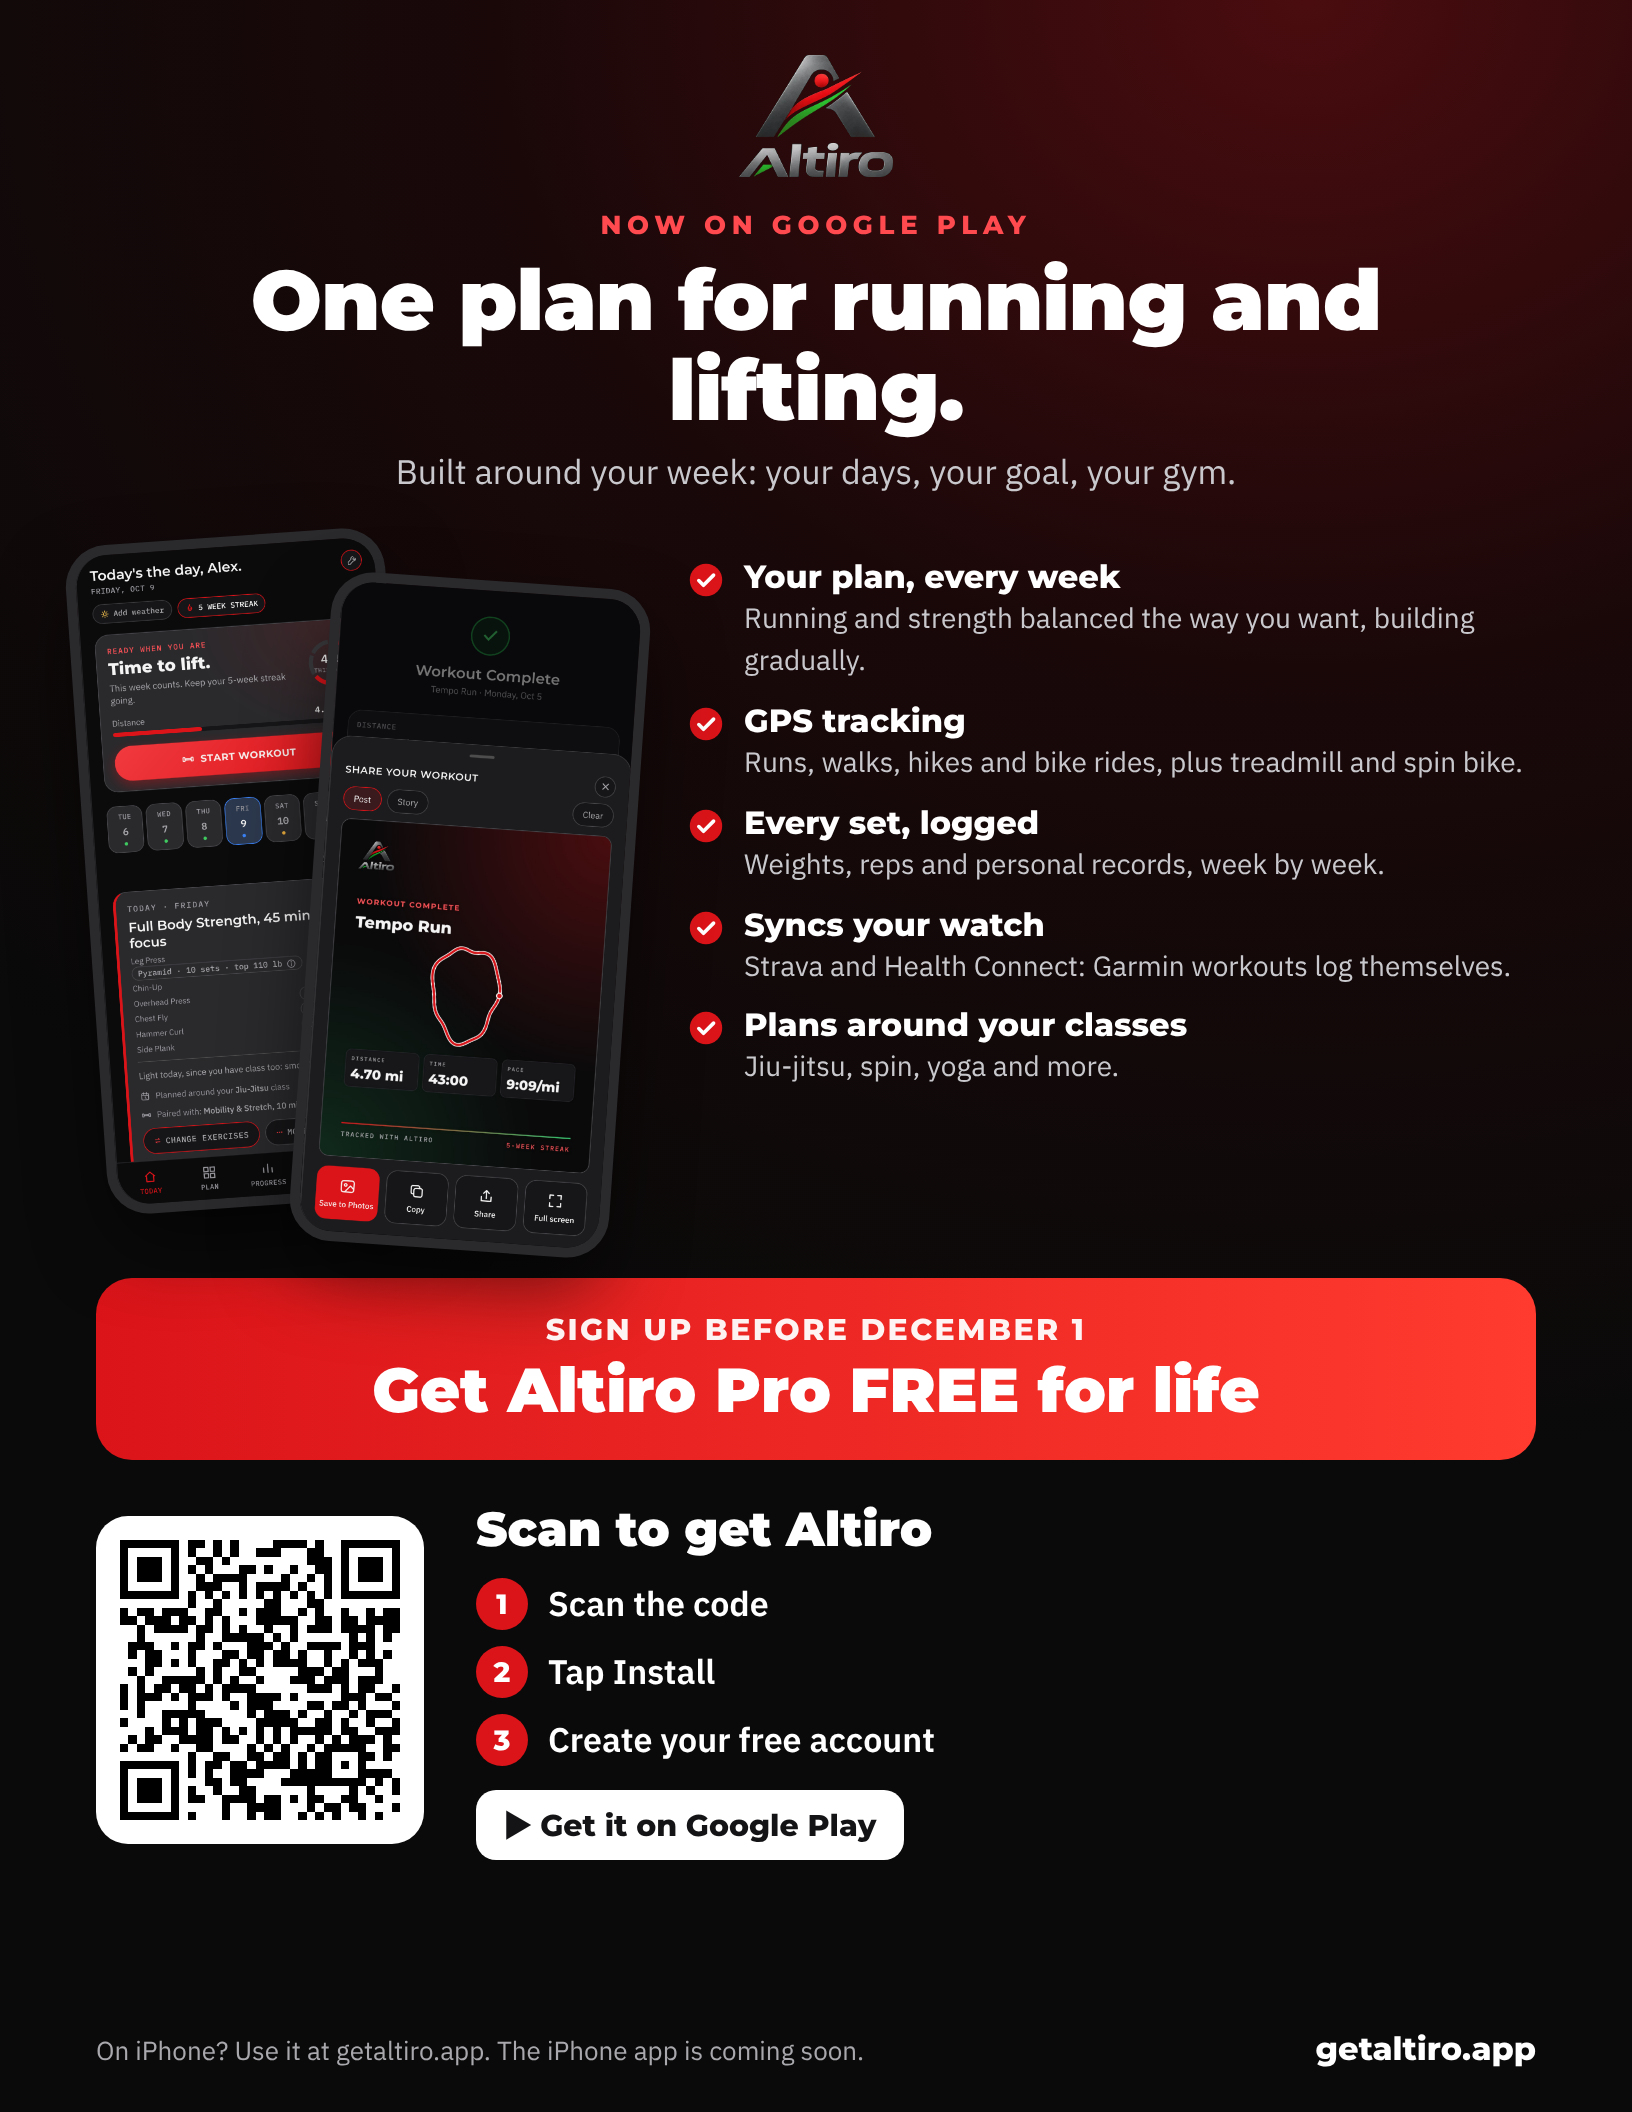 Altiro
NOW ON GOOGLE PLAY
One plan for running and
lifting.
Built around your week: your days, your goal, your gym.
Today's the day, Alex.
FRIDAY, OCT 9
Add weather
5 WEEK STREAK
READY WHEN YOU ARE
Time to lift.
This week counts. Keep your 5-week streak
going.
Distance
START WORKOUT
TUE WED THU FRI SAT
6 7 8 9 10
TODAY · FRIDAY
Full Body Strength, 45 min
focus
Leg Press
Pyramid · 10 sets · top 110 lb
Chin-Up
Overhead Press
Chest Fly
Hammer Curl
Side Plank
Light today, since you have class too:
Planned around your Jiu-Jitsu class
Paired with: Mobility & Stretch, 10
CHANGE EXERCISES
TODAY PLAN PROGRESS
Workout Complete
Tempo Run · Monday, Oct 5
DISTANCE
SHARE YOUR WORKOUT
Post Story
Clear
Altiro
WORKOUT COMPLETE
Tempo Run
DISTANCE TIME PACE
4.70 mi 43:00 9:09/mi
TRACKED WITH ALTIRO
5-WEEK STREAK
Save to Photos Copy Share Full screen
Your plan, every week
Running and strength balanced the way you want, building
gradually.
GPS tracking
Runs, walks, hikes and bike rides, plus treadmill and spin bike.
Every set, logged
Weights, reps and personal records, week by week.
Syncs your watch
Strava and Health Connect: Garmin workouts log themselves.
Plans around your classes
Jiu-jitsu, spin, yoga and more.
SIGN UP BEFORE DECEMBER 1
Get Altiro Pro FREE for life
Scan to get Altiro
1 Scan the code
2 Tap Install
3 Create your free account
Get it on Google Play
On iPhone? Use it at getaltiro.app. The iPhone app is coming soon.
getaltiro.app